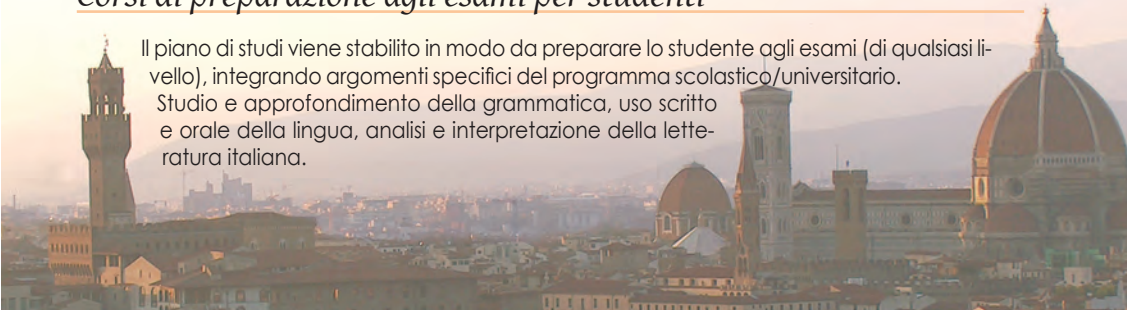 Corsi di preparazione agli esami per studenti
Il piano di studi viene stabilito in modo da preparare lo studente agli esami (di qualsiasi li-
vello), integrando argomenti specifici del programma scolastico/universitario.
Studio e approfondimento della grammatica, uso scritto
e orale della lingua, analisi e interpretazione della lette-
ratura italiana.